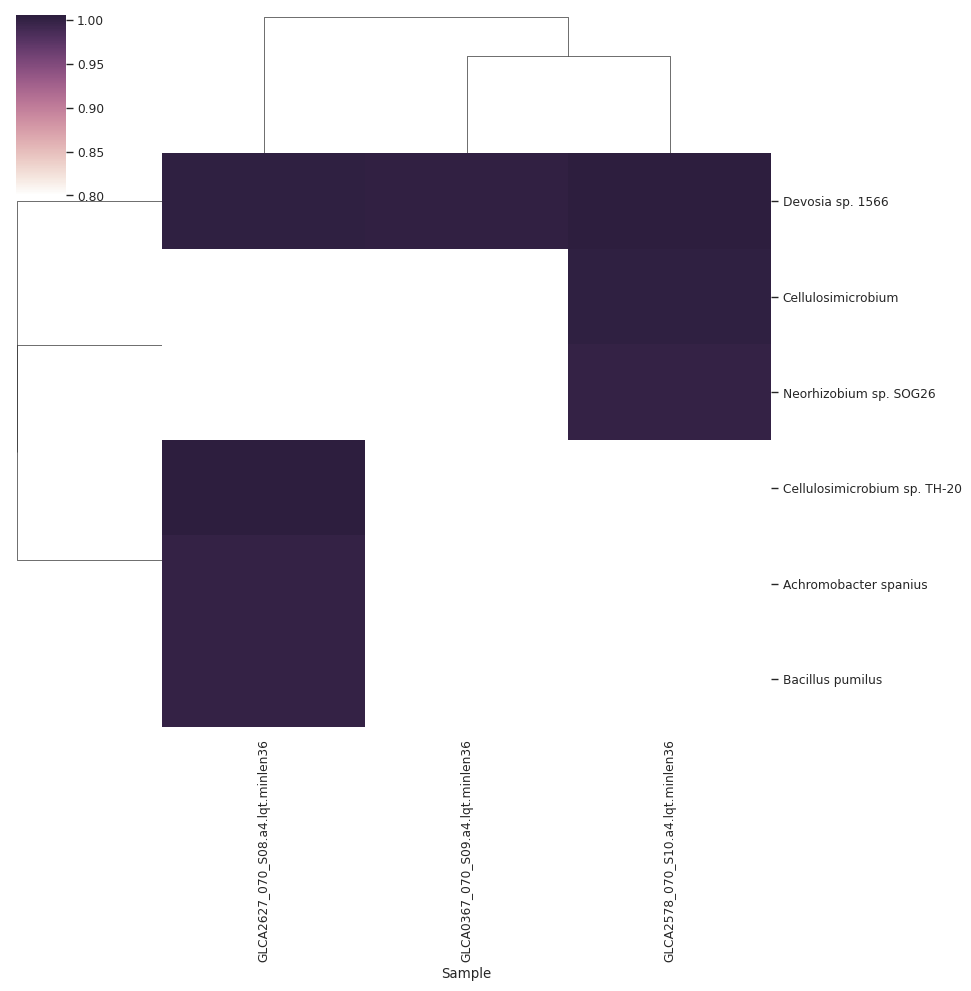 1.00
0.95
0.90
0.85
0.80
Devosia sp. 1566
Cellulosimicrobium
Neorhizobium sp. SOG26
Cellulosimicrobium sp. TH-20
Achromobacter spanius
Bacillus pumilus
GLCA2627_070_S08.a4.lqt.minlen36
GLCA0367_070_S09.a4.lqt.minlen36
GLCA2578_070_S10.a4.lqt.minlen36
Sample